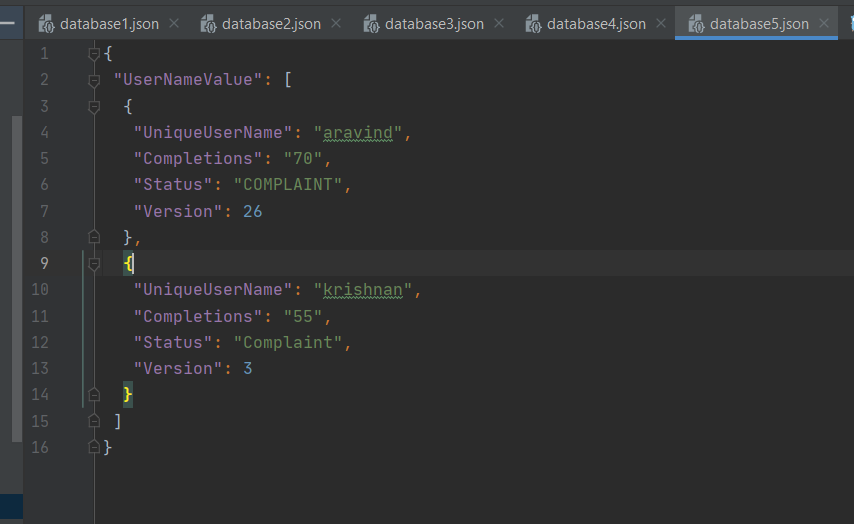 database1.json database2.json database3.json database4.json database5.json
1 {
2 "UserNameValue": [
3 {
4 "UniqueUserName": "aravind",
5 "Completions": "70",
6 "Status": "COMPLAINT",
7 "Version": 26
8 },
9 {
10 "UniqueUserName": "krishnan",
11 "Completions": "55",
12 "Status": "Complaint",
13 "Version": 3
14 }
15 ]
16 }